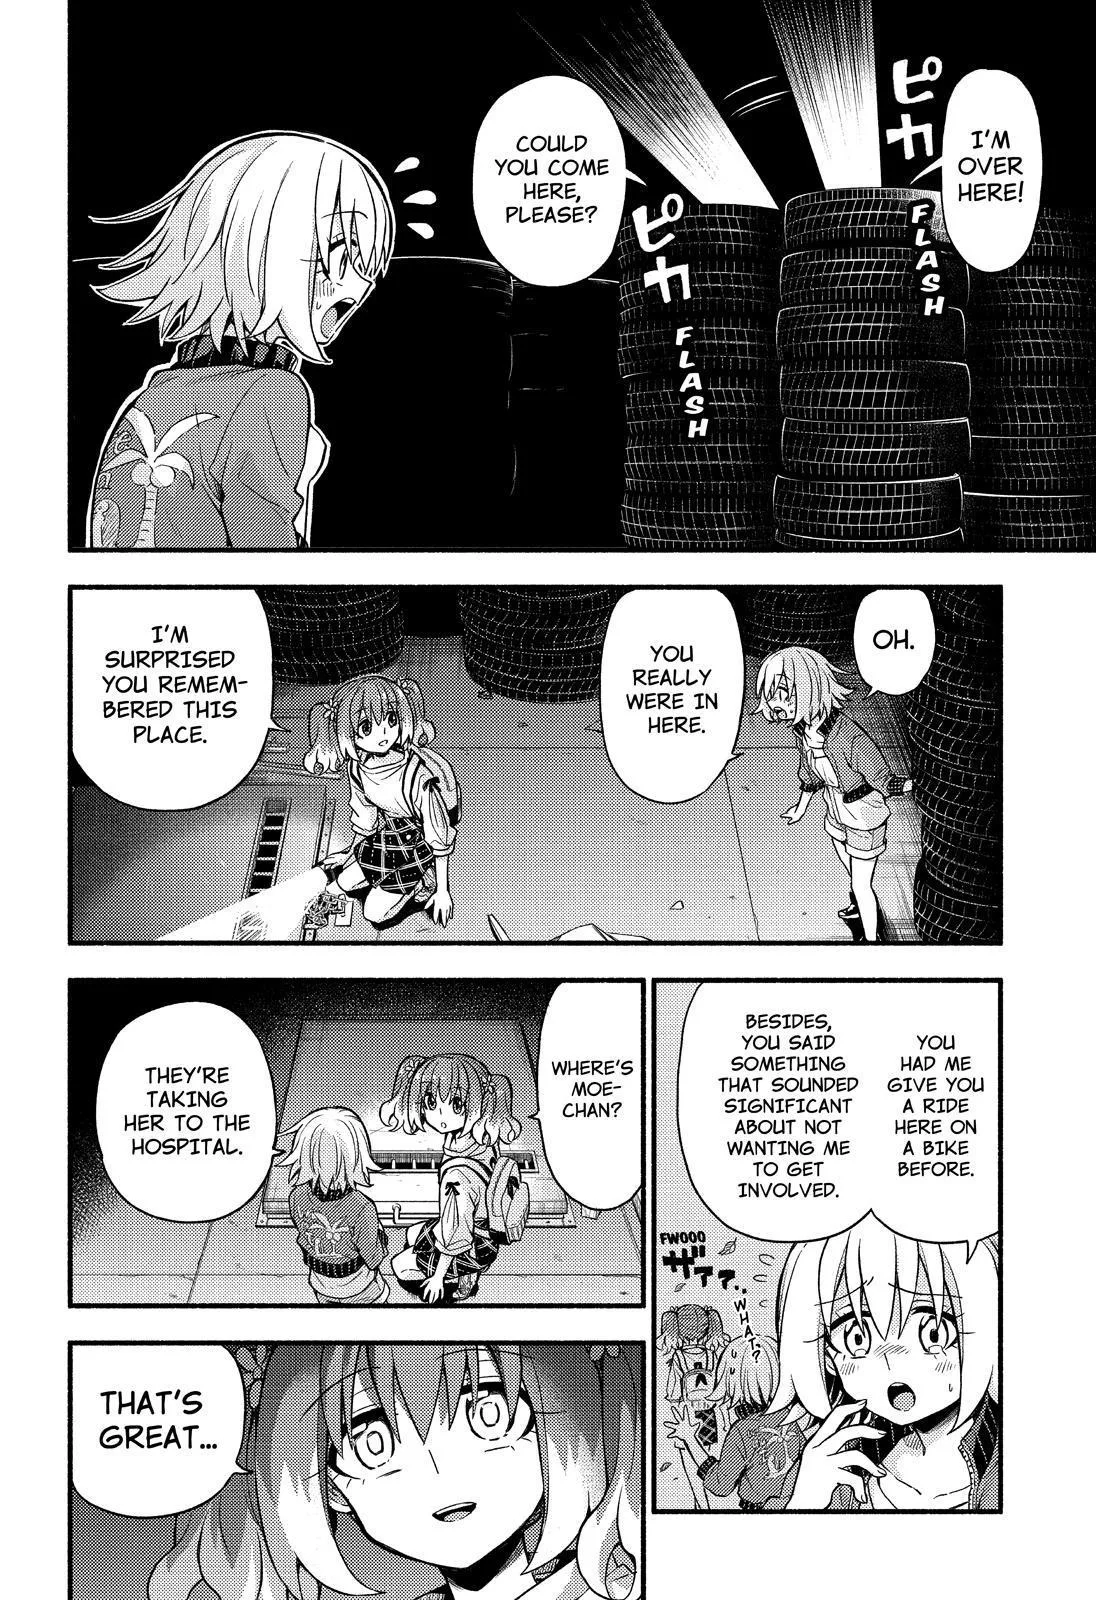 I'M
OVER
HERE!
ピカ
FLASH
COULD
YOU COME
HERE,
PLEASE?
ピカ
FLASH
OH.
YOU
REALLY
WERE IN
HERE.
I'M
SURPRISED
YOU REMEM-
BERED THIS
PLACE.
YOU
HAD ME
GIVE YOU
A RIDE
HERE ON
A BIKE
BEFORE.
BESIDES,
YOU SAID
SOMETHING
THAT SOUNDED
SIGNIFICANT
ABOUT NOT
WANTING ME
TO GET
INVOLVED.
FWOOO
ザアァァ..
WHAT?
WHERE'S
MOE-
CHAN?
THEY'RE
TAKING
HER TO THE
HOSPITAL.
THAT'S
GREAT...